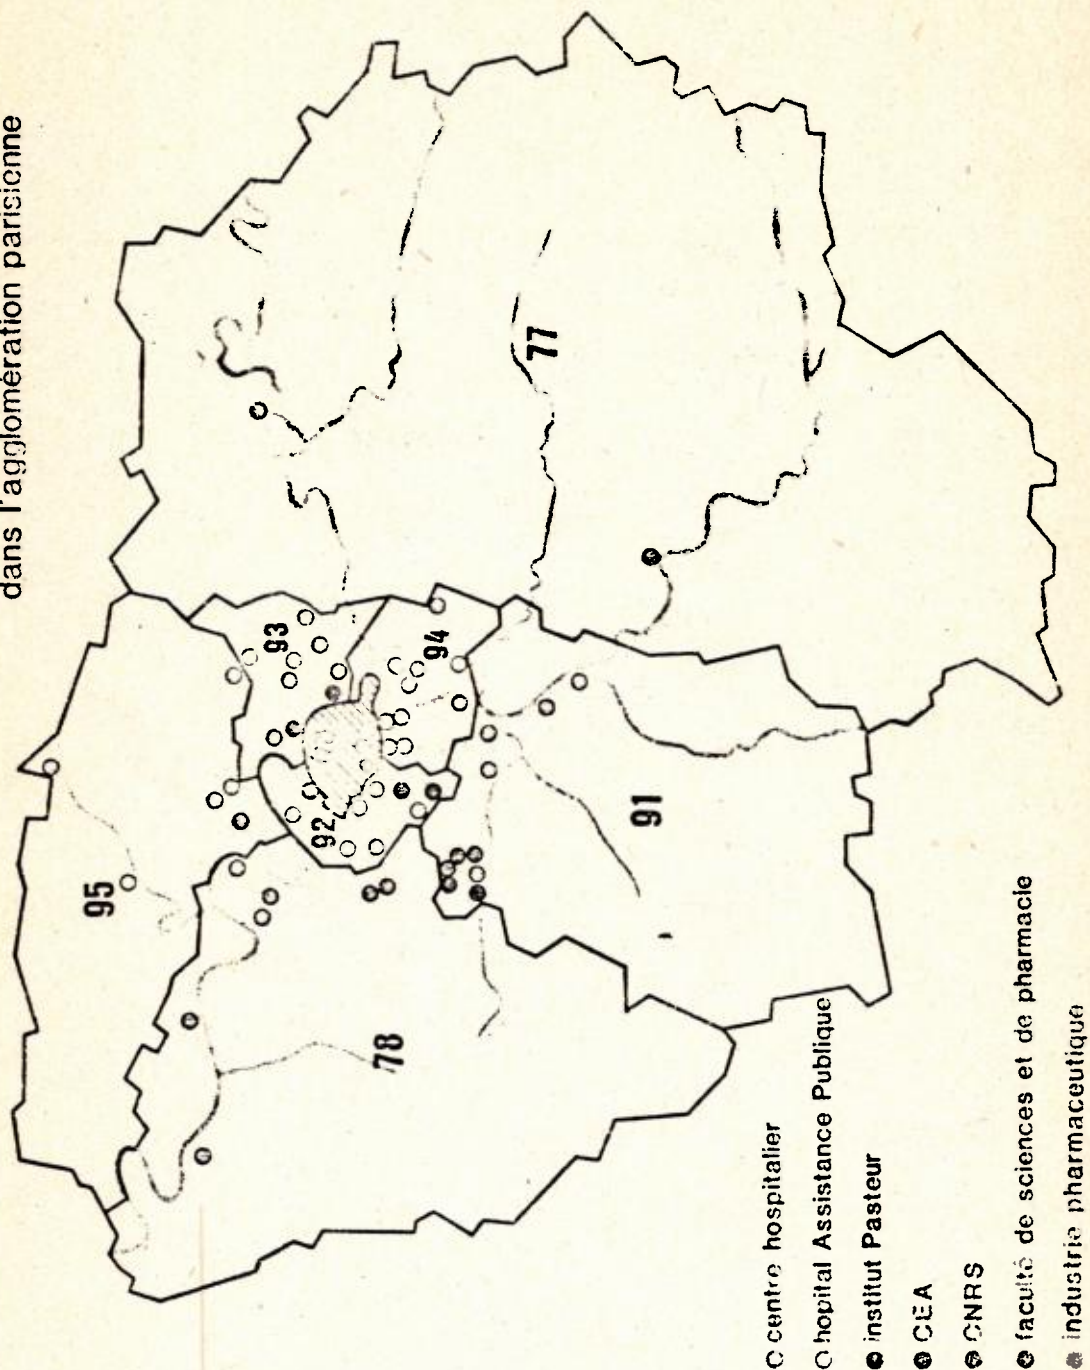 dans l'agglomération parisienne
95
93
92
94
78
91
77
centre hospitalier
hopital Assistance Publique
institut Pasteur
CEA
CNRS
faculté de sciences et de pharmacie
industrie pharmaceutique